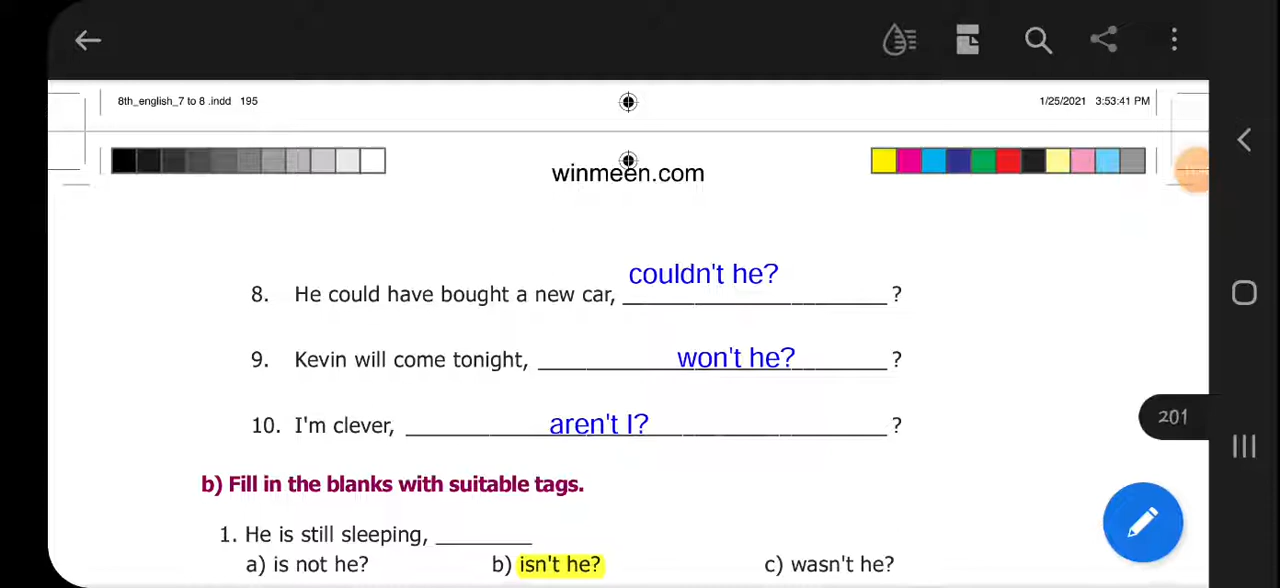 8th_english_7 to 8 .indd 195
1/25/2021 3:53:41 PM
winmeen.com
8. He could have bought a new car, couldn't he? ?
9. Kevin will come tonight, won't he? ?
10. I'm clever, aren't I? ?
201
b) Fill in the blanks with suitable tags.
1. He is still sleeping, ________
a) is not he? b) isn't he? c) wasn't he?